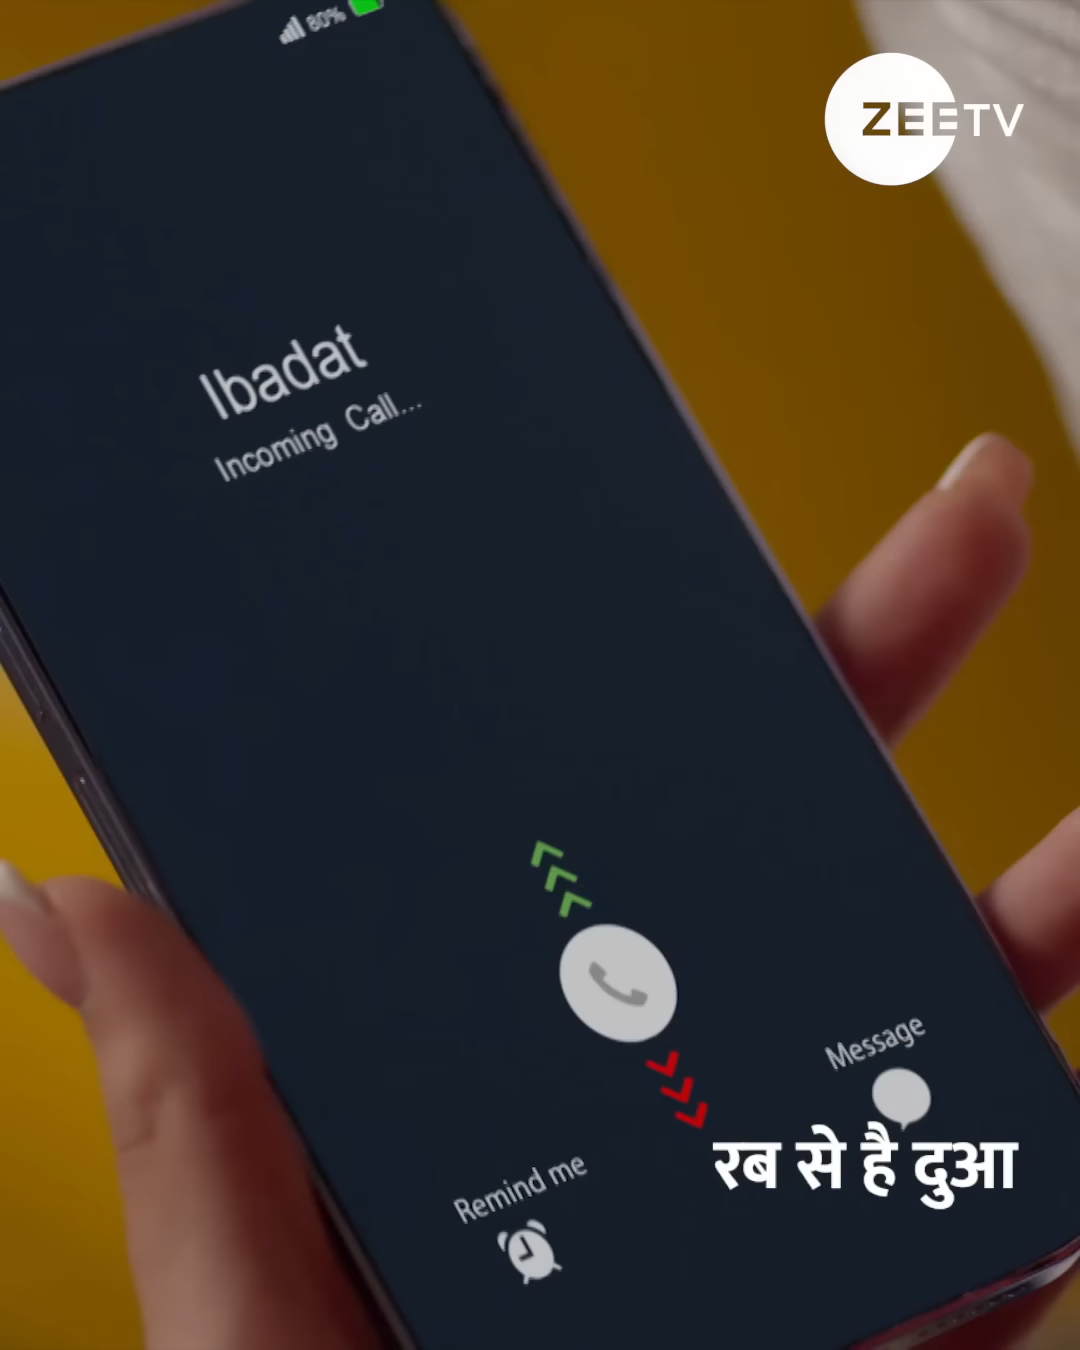 80%
ZEETV
Ibadat
Incoming Call...
Message
रब से है दुआ
Remind me